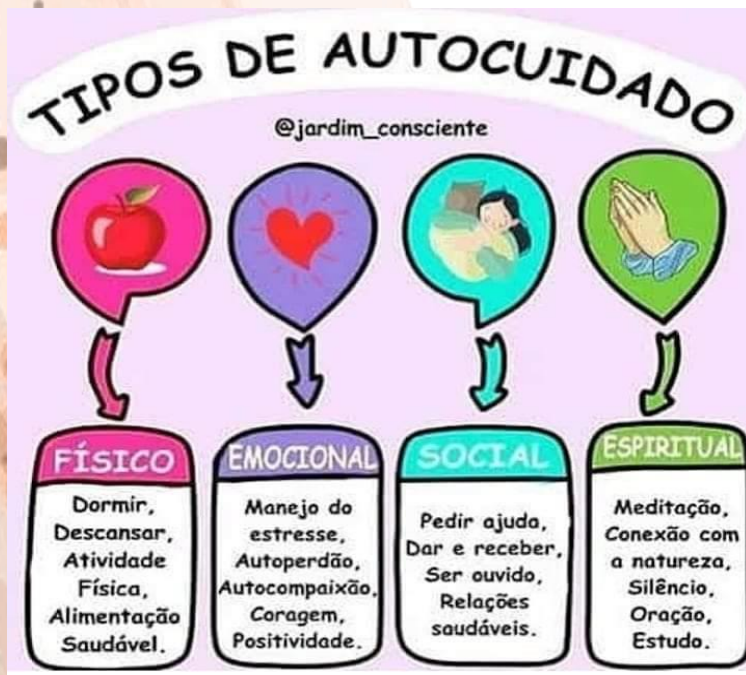 TIPOS DE AUTOCUIDADO
@jardim_consciente
FÍSICO
Dormir,
Descansar,
Atividade
Física,
Alimentação
Saudável.
EMOCIONAL
Manejo do
estresse,
Autoperdão,
Autocompaixão,
Coragem,
Positividade.
SOCIAL
Pedir ajuda,
Dar e receber,
Ser ouvido,
Relações
saudáveis.
ESPIRITUAL
Meditação,
Conexão com
a natureza,
Silêncio,
Oração,
Estudo.